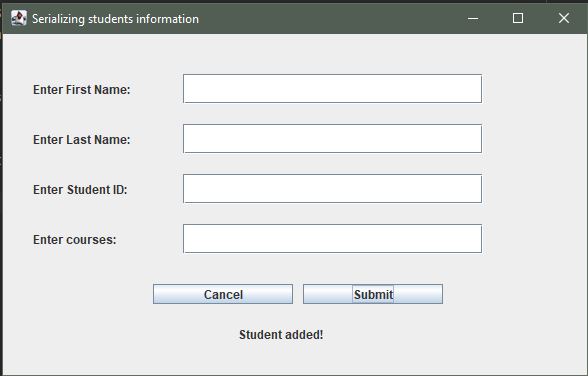 Serializing students information
Enter First Name:
Enter Last Name:
Enter Student ID:
Enter courses:
Cancel Submit
Student added!